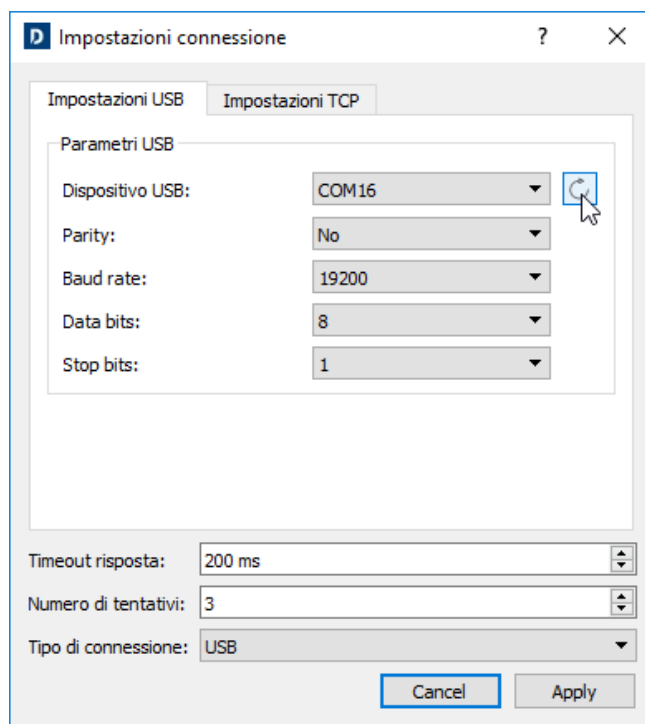 D Impostazioni connessione ?
Impostazioni USB Impostazioni TCP
Parametri USB
Dispositivo USB: COM16
Parity: No
Baud rate: 19200
Data bits: 8
Stop bits: 1
Timeout risposta: 200 ms
Numero di tentativi: 3
Tipo di connessione: USB
Cancel Apply